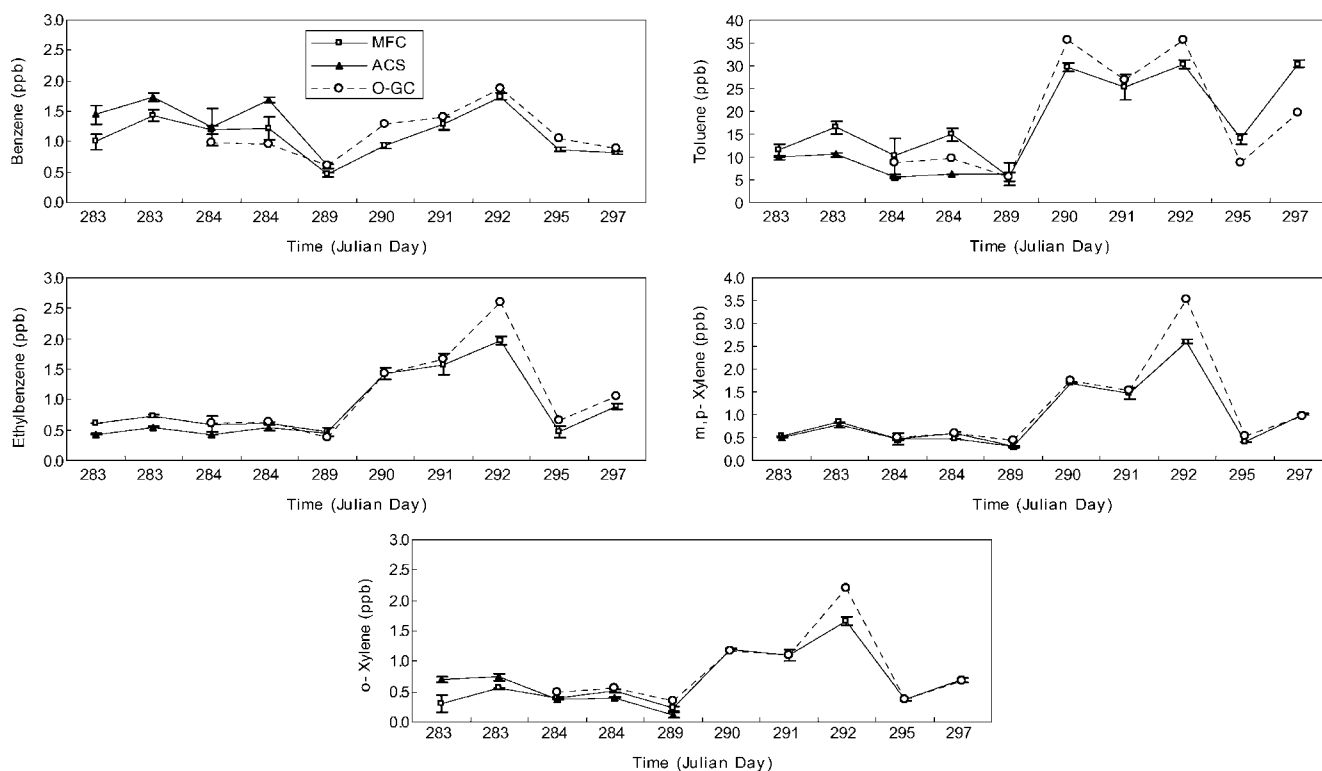 Benzene (ppb)
3.0
2.5
2.0
1.5
1.0
0.5
0.0
MFC
ACS
O-GC
283 283 284 284 289 290 291 292 295 297
Time (Julian Day)
Toluene (ppb)
40
35
30
25
20
15
10
5
0
283 283 284 284 289 290 291 292 295 297
Time (Julian Day)
Ethylbenzene (ppb)
3.0
2.5
2.0
1.5
1.0
0.5
0.0
283 283 284 284 289 290 291 292 295 297
Time (Julian Day)
m,p- Xylene (ppb)
4.0
3.5
3.0
2.5
2.0
1.5
1.0
0.5
0.0
283 283 284 284 289 290 291 292 295 297
Time (Julian Day)
o- Xylene (ppb)
3.0
2.5
2.0
1.5
1.0
0.5
0.0
283 283 284 284 289 290 291 292 295 297
Time (Julian Day)